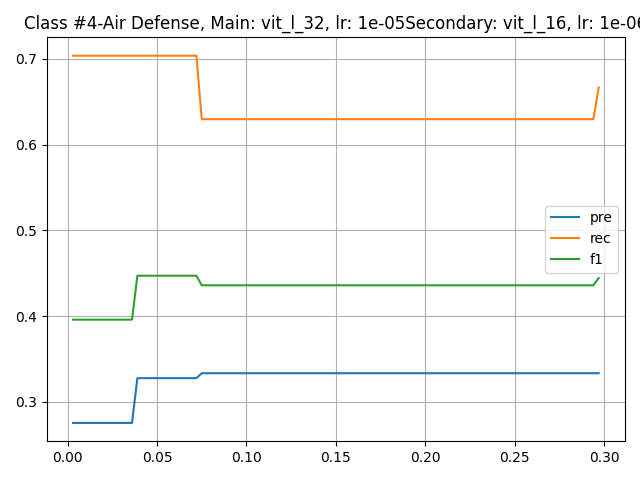 Class #4-Air Defense, Main: vit_l_32, lr: 1e-05Secondary: vit_l_16, lr: 1e-06
0.7
0.6
0.5
0.4
0.3
pre
rec
f1
0.00 0.05 0.10 0.15 0.20 0.25 0.30